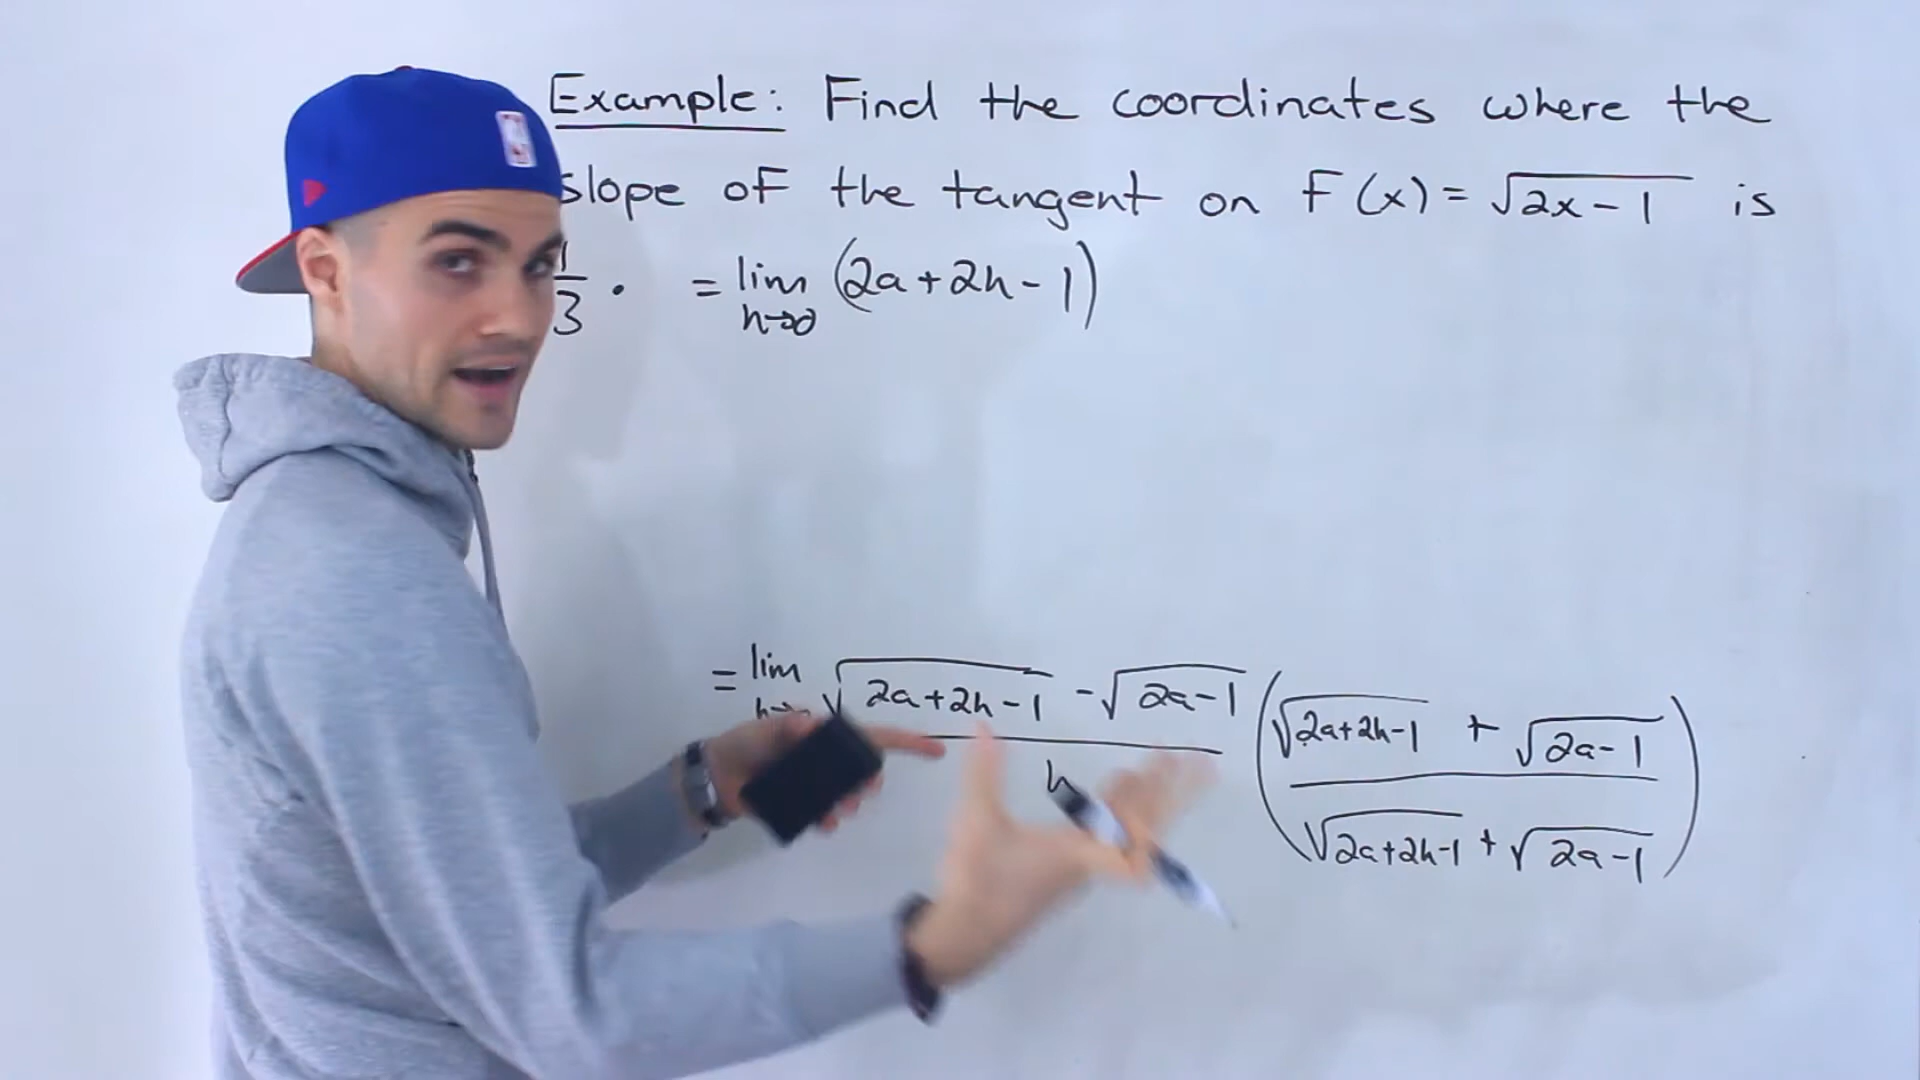 Example: Find the coordinates where the
slope of the tangent on F(x) = √(2x-1) is
1/3 . = lim h→0 (2a+2h-1)
= lim h→0 (√(2a+2h-1) - √(2a-1))/h ((√(2a+2h-1) + √(2a-1))/(√(2a+2h-1) + √(2a-1)))